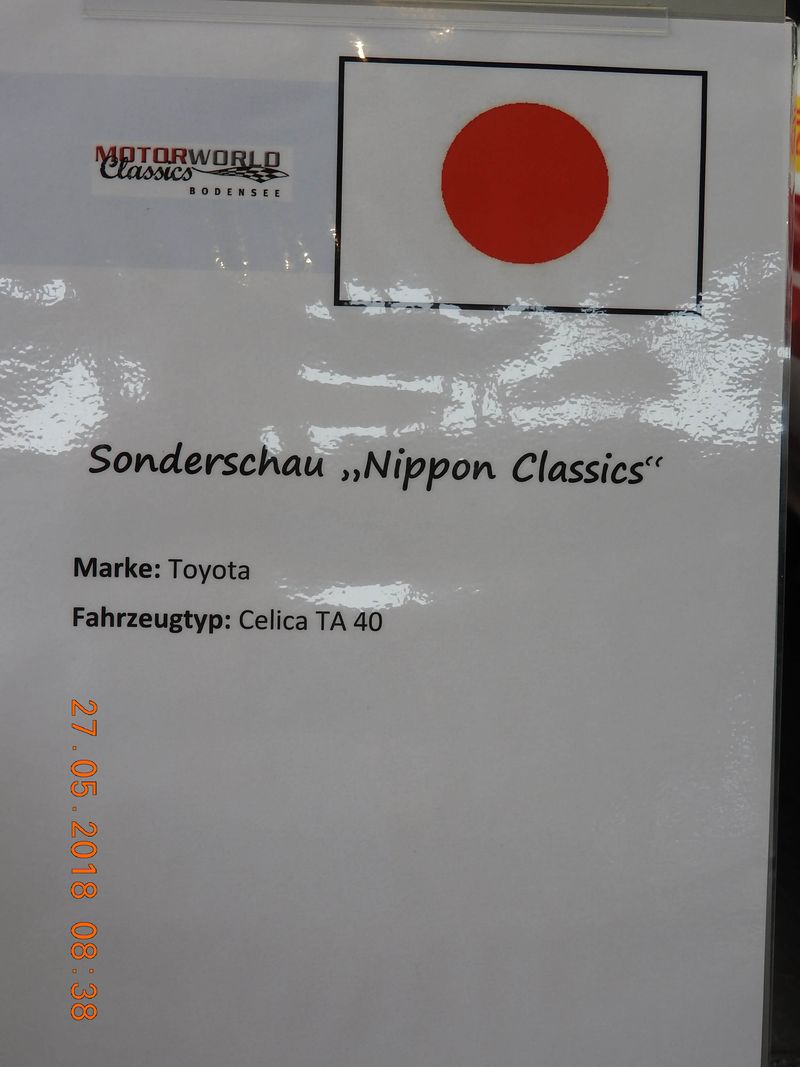 MOTORWORLD
Classics
BODENSEE
Sonderschau „Nippon Classics“
Marke: Toyota
Fahrzeugtyp: Celica TA 40
27.05.2018 08:38